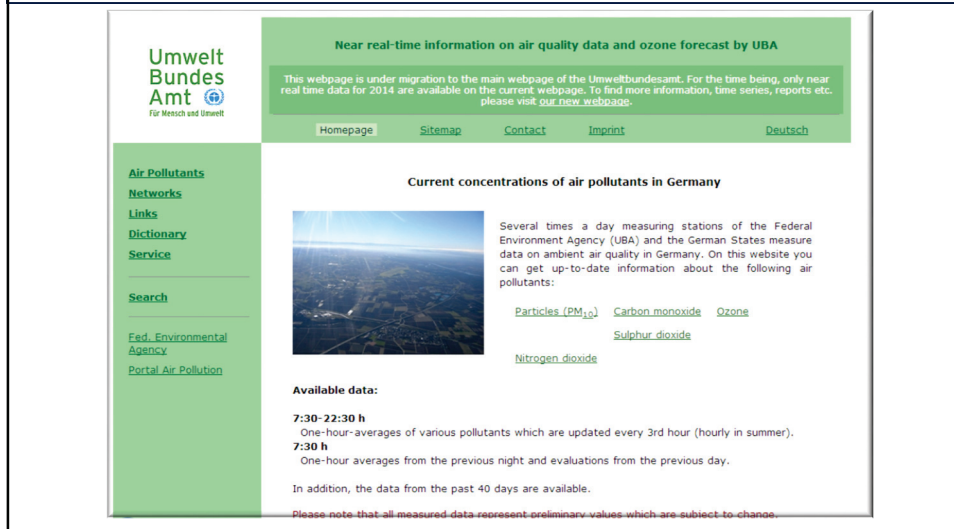 Umwelt
Bundes
Amt
Für Mensch und Umwelt
Near real-time information on air quality data and ozone forecast by UBA
This webpage is under migration to the main webpage of the Umweltbundesamt. For the time being, only near
real time data for 2014 are available on the current webpage. To find more information, time series, reports etc.
please visit our new webpage.
Homepage Sitemap Contact Imprint Deutsch
Air Pollutants
Networks
Links
Dictionary
Service
Search
Fed. Environmental
Agency
Portal Air Pollution
Current concentrations of air pollutants in Germany
Several times a day measuring stations of the Federal
Environment Agency (UBA) and the German States measure
data on ambient air quality in Germany. On this website you
can get up-to-date information about the following air
pollutants:
Particles (PM10) Carbon monoxide Ozone
Sulphur dioxide
Nitrogen dioxide
Available data:
7:30-22:30 h
One-hour-averages of various pollutants which are updated every 3rd hour (hourly in summer).
7:30 h
One-hour averages from the previous night and evaluations from the previous day.
In addition, the data from the past 40 days are available.
Please note that all measured data represent preliminary values which are subject to change.